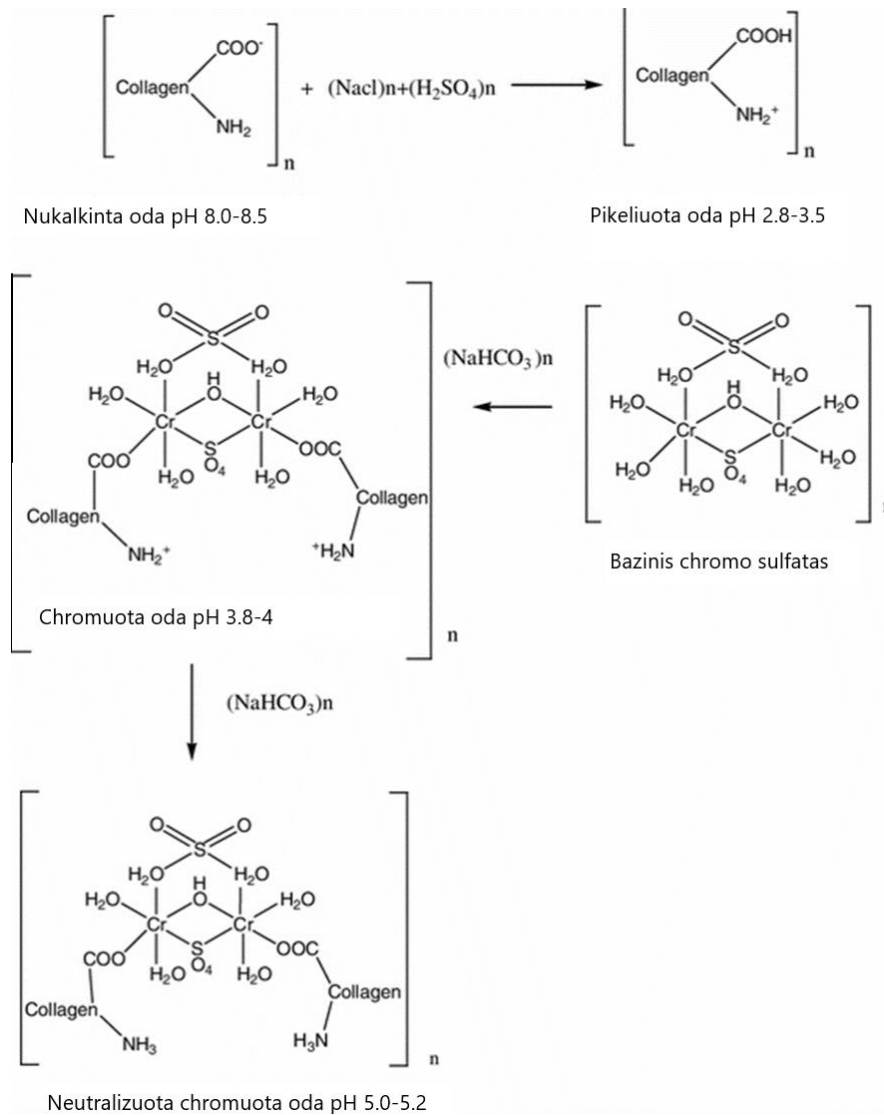 COO⁻
Collagen
NH₂
n
+ (Nacl)n+(H₂SO₄)n
COOH
Collagen
NH₂⁺
n
Nukalkinta oda pH 8.0-8.5
Pikeliuota oda pH 2.8-3.5
O O
S
H₂O H₂O
H
H₂O O H₂O
Cr Cr
S
O₄
COO OOC
H₂O H₂O
Collagen Collagen
NH₂⁺ ⁺H₂N
Chromuota oda pH 3.8-4
n
(NaHCO₃)n
O O
S
H₂O H₂O
H
H₂O O H₂O
Cr Cr
H₂O S H₂O
O₄
H₂O H₂O
Bazinis chromo sulfatas
(NaHCO₃)n
O O
S
H₂O H₂O
H
H₂O O H₂O
Cr Cr
S
O₄
COO OOC
H₂O H₂O
Collagen Collagen
NH₃ H₃N
n
Neutralizuota chromuota oda pH 5.0-5.2